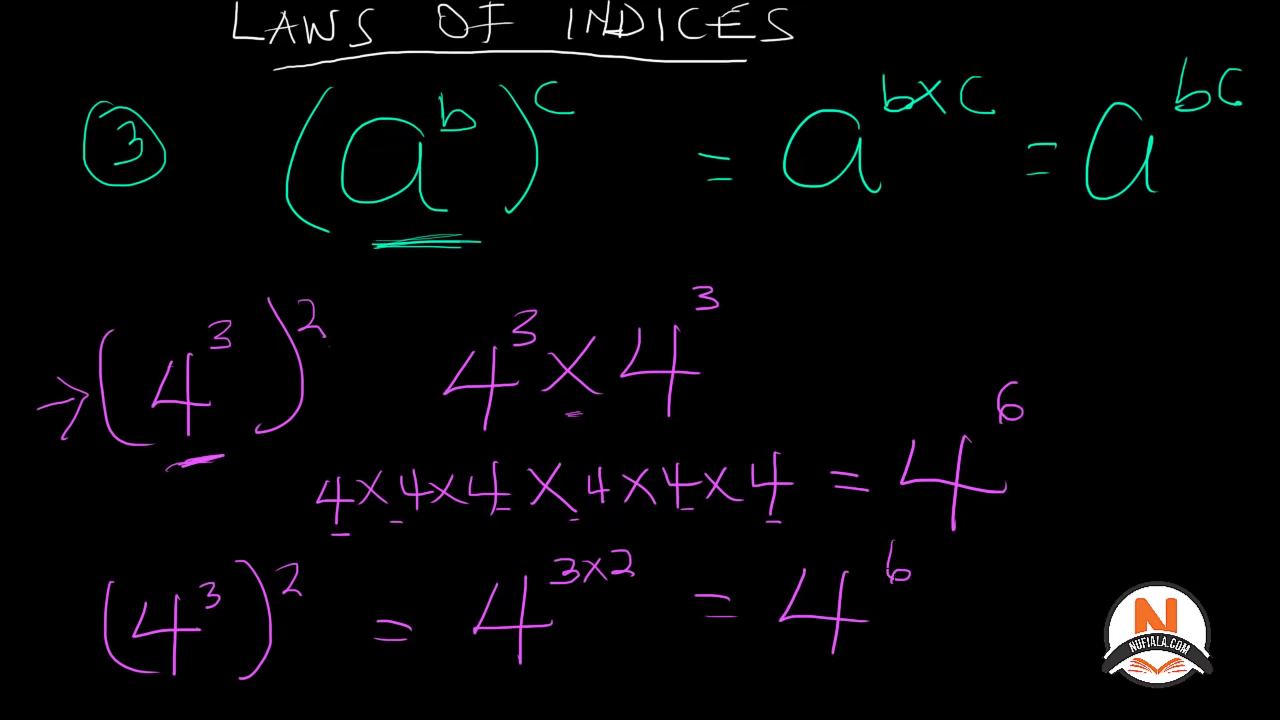 LAWS OF INDICES
③ (a^b)^c = a^(b×c) = a^(bc)
→ (4^3)^2 4^3 × 4^3
4×4×4×4×4×4 = 4^6
(4^3)^2 = 4^(3×2) = 4^6
N
NUFIALA.COM